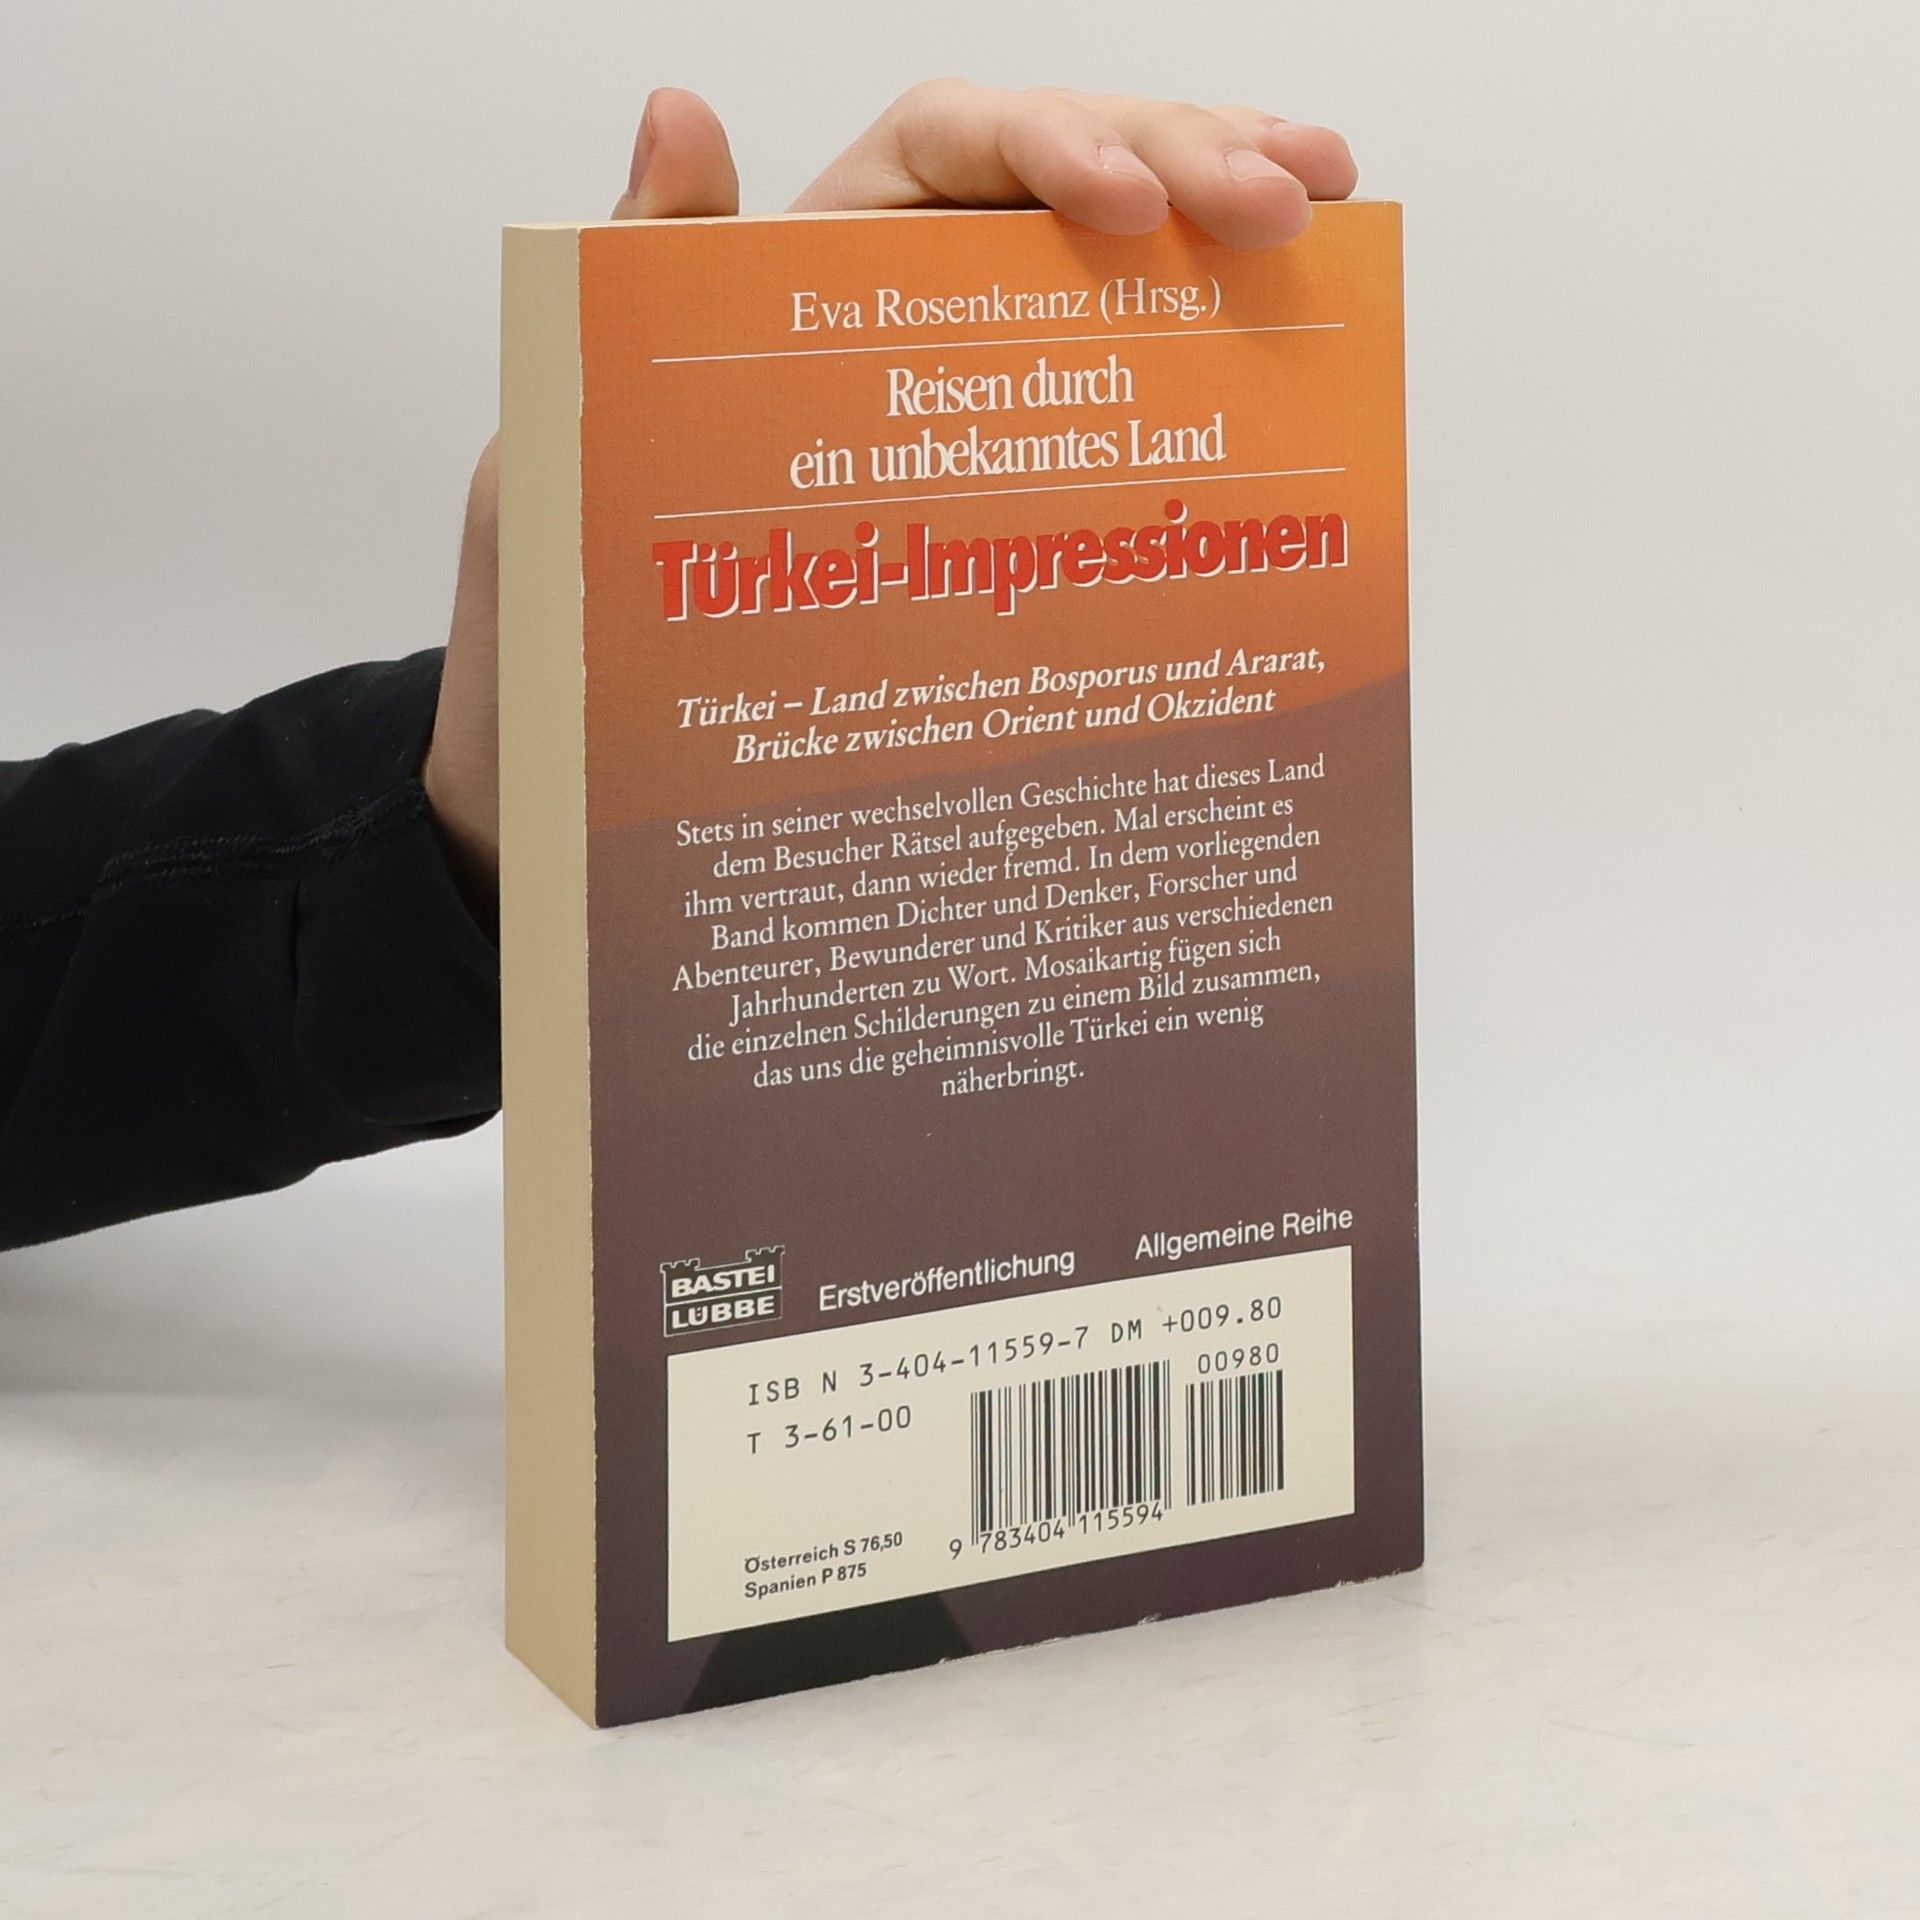 Eva Rosenkranz (Hrsg.)
Reisen durch
ein unbekanntes Land
Türkei-Impressionen
Türkei – Land zwischen Bosporus und Ararat,
Brücke zwischen Orient und Okzident
Stets in seiner wechselvollen Geschichte hat dieses Land
dem Besucher Rätsel aufgegeben. Mal erscheint es
ihm vertraut, dann wieder fremd. In dem vorliegenden
Band kommen Dichter und Denker, Forscher und
Abenteurer, Bewunderer und Kritiker aus verschiedenen
Jahrhunderten zu Wort. Mosaikartig fügen sich
die einzelnen Schilderungen zu einem Bild zusammen,
das uns die geheimnisvolle Türkei ein wenig
näherbringt.
BASTEI
LÜBBE
Erstveröffentlichung
Allgemeine Reihe
ISB N 3-404-11559-7 DM +009.80
00980
T 3-61-00
9 783404 115594
Österreich S 76,50
Spanien P 875